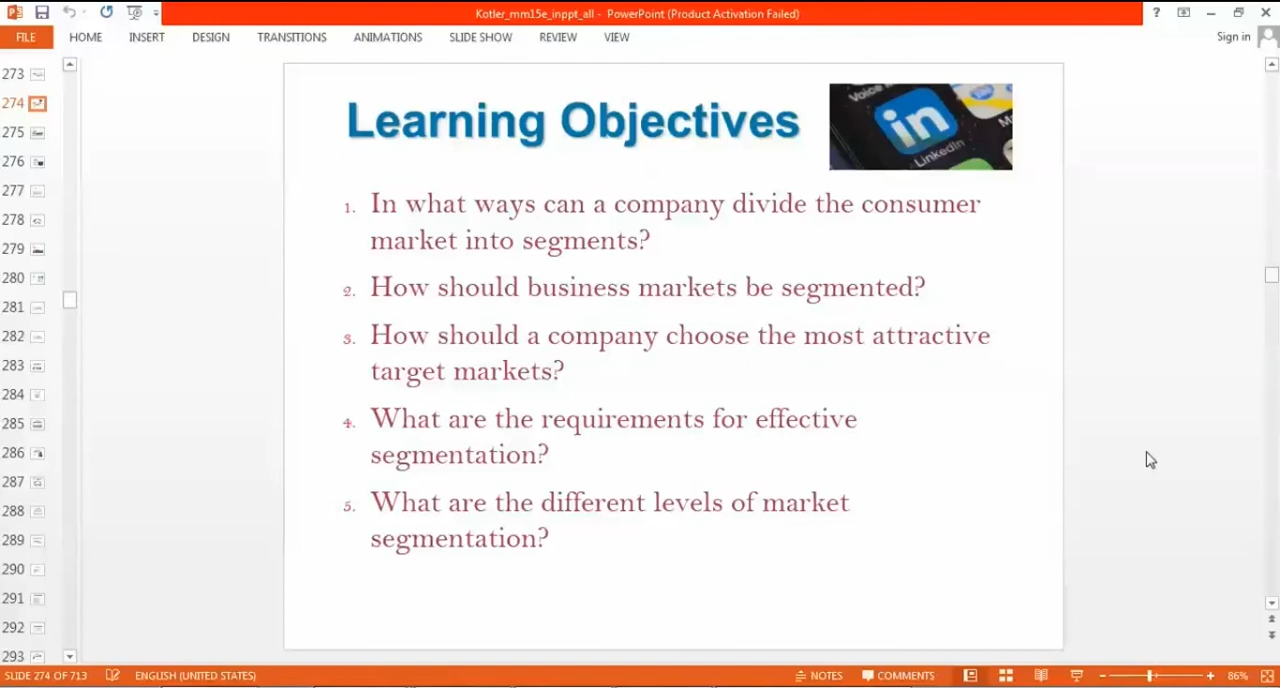 Kotler_mm15e_inppt_all - PowerPoint (Product Activation Failed)
FILE HOME INSERT DESIGN TRANSITIONS ANIMATIONS SLIDE SHOW REVIEW VIEW
Sign in
273
274
275
276
277
278
279
280
281
282
283
284
285
286
287
288
289
290
291
292
293
Learning Objectives
LinkedIn
1. In what ways can a company divide the consumer
market into segments?
2. How should business markets be segmented?
3. How should a company choose the most attractive
target markets?
4. What are the requirements for effective
segmentation?
5. What are the different levels of market
segmentation?
SLIDE 274 OF 713 ENGLISH (UNITED STATES) NOTES COMMENTS 86%